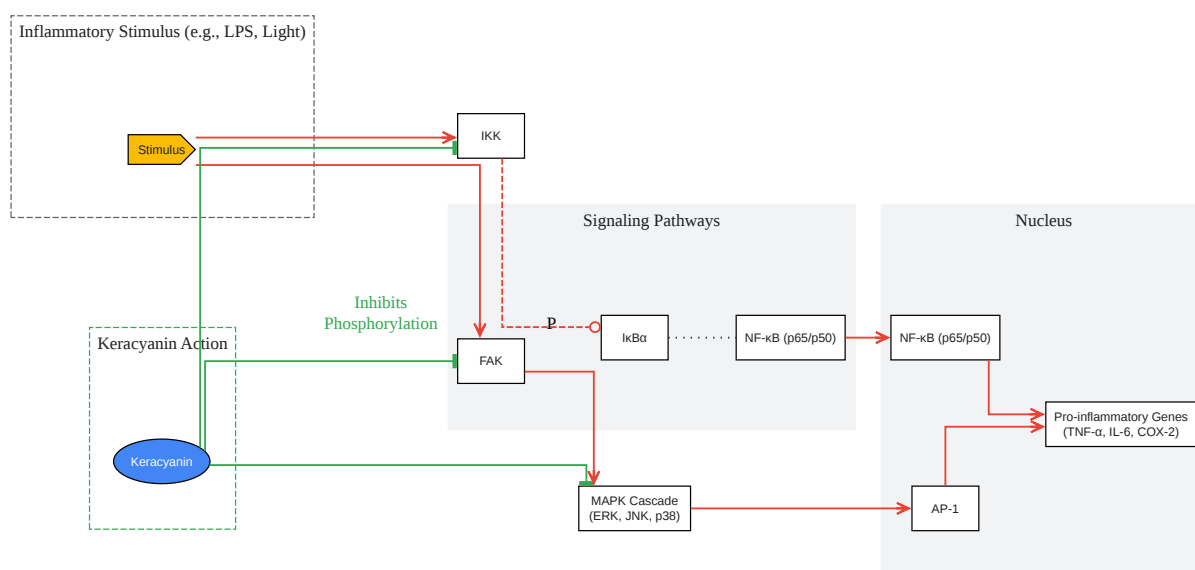 Inflammatory Stimulus (e.g., LPS, Light)
Stimulus
IKK
Signaling Pathways
Nucleus
Inhibits
Phosphorylation
P
IκBα
NF-κB (p65/p50)
NF-κB (p65/p50)
Keracyanin Action
FAK
Pro-inflammatory Genes
(TNF-α, IL-6, COX-2)
Keracyanin
MAPK Cascade
(ERK, JNK, p38)
AP-1